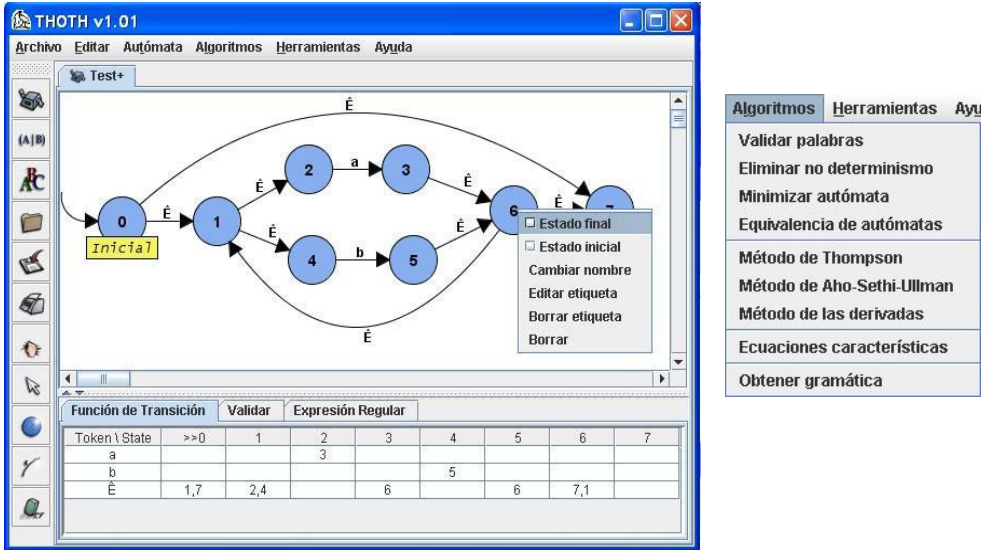 THOTH v1.01
Archivo Editar Autómata Algoritmos Herramientas Ayuda
Test+
(A|B)
ABC
Ê
2 a 3
Ê Ê
0 Ê 1 6 Ê 7
Inicial
Ê Ê
4 b 5
Ê
Estado final
Estado inicial
Cambiar nombre
Editar etiqueta
Borrar etiqueta
Borrar
Función de Transición Validar Expresión Regular
Token \ State >>0 1 2 3 4 5 6 7
a 3
b 5
Ê 1,7 2,4 6 6 7,1
Algoritmos Herramientas Ayu
Validar palabras
Eliminar no determinismo
Minimizar autómata
Equivalencia de autómatas
Método de Thompson
Método de Aho-Sethi-Ullman
Método de las derivadas
Ecuaciones características
Obtener gramática